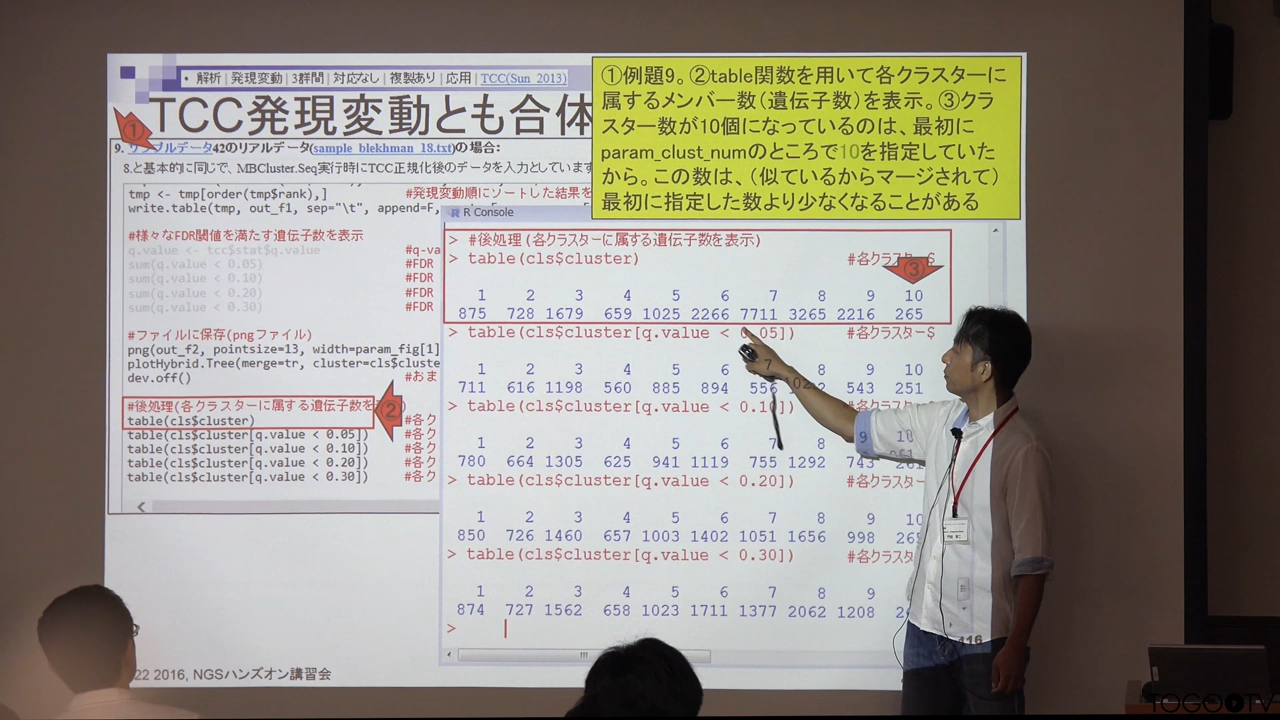 • 解析 | 発現変動 | 3群間 | 対応なし | 複製あり | 応用 | TCC(Sun_2013)
TCC発現変動とも合体
①例題9。②table関数を用いて各クラスターに
属するメンバー数（遺伝子数）を表示。③クラ
スター数が10個になっているのは、最初に
param_clust_numのところで10を指定していた
から。この数は、（似ているからマージされて）
最初に指定した数より少なくなることがある
①
9. サンプルデータ42のリアルデータ(sample_blekhman_18.txt)の場合:
8.と基本的に同じで、MBCluster.Seq実行時にTCC正規化後のデータを入力としています
tmp <- tmp[order(tmp$rank),] #発現変動順にソートした結果を
write.table(tmp, out_f1, sep="\t", append=F,
#様々なFDR閾値を満たす遺伝子数を表示
q.value <- tcc$stat$q.value #q-va
sum(q.value < 0.05) #FDR
sum(q.value < 0.10) #FDR
sum(q.value < 0.20) #FDR
sum(q.value < 0.30) #FDR
#ファイルに保存(pngファイル)
png(out_f2, pointsize=13, width=param_fig[1]
plotHybrid.Tree(merge=tr, cluster=cls$cluste
dev.off() #おま
#後処理(各クラスターに属する遺伝子数を
②
table(cls$cluster) #各ク
table(cls$cluster[q.value < 0.05]) #各ク
table(cls$cluster[q.value < 0.10]) #各ク
table(cls$cluster[q.value < 0.20]) #各ク
table(cls$cluster[q.value < 0.30]) #各ク
R Console
> #後処理(各クラスターに属する遺伝子数を表示)
> table(cls$cluster) #各クラスター$
③
1 2 3 4 5 6 7 8 9 10
875 728 1679 659 1025 2266 7711 3265 2216 265
> table(cls$cluster[q.value < 0.05]) #各クラスター$
1 2 3 4 5 6 7 8 9 10
711 616 1198 560 885 894 556 543 251
> table(cls$cluster[q.value < 0.10]) #各クラスター
1 2 3 4 5 6 7 8 9 10
780 664 1305 625 941 1119 755 1292 743 261
> table(cls$cluster[q.value < 0.20]) #各クラスター
1 2 3 4 5 6 7 8 9 10
850 726 1460 657 1003 1402 1051 1656 998 265
> table(cls$cluster[q.value < 0.30]) #各クラスタ
1 2 3 4 5 6 7 8 9
874 727 1562 658 1023 1711 1377 2062 1208
>
22 2016, NGSハンズオン講習会
116
TOGOTV